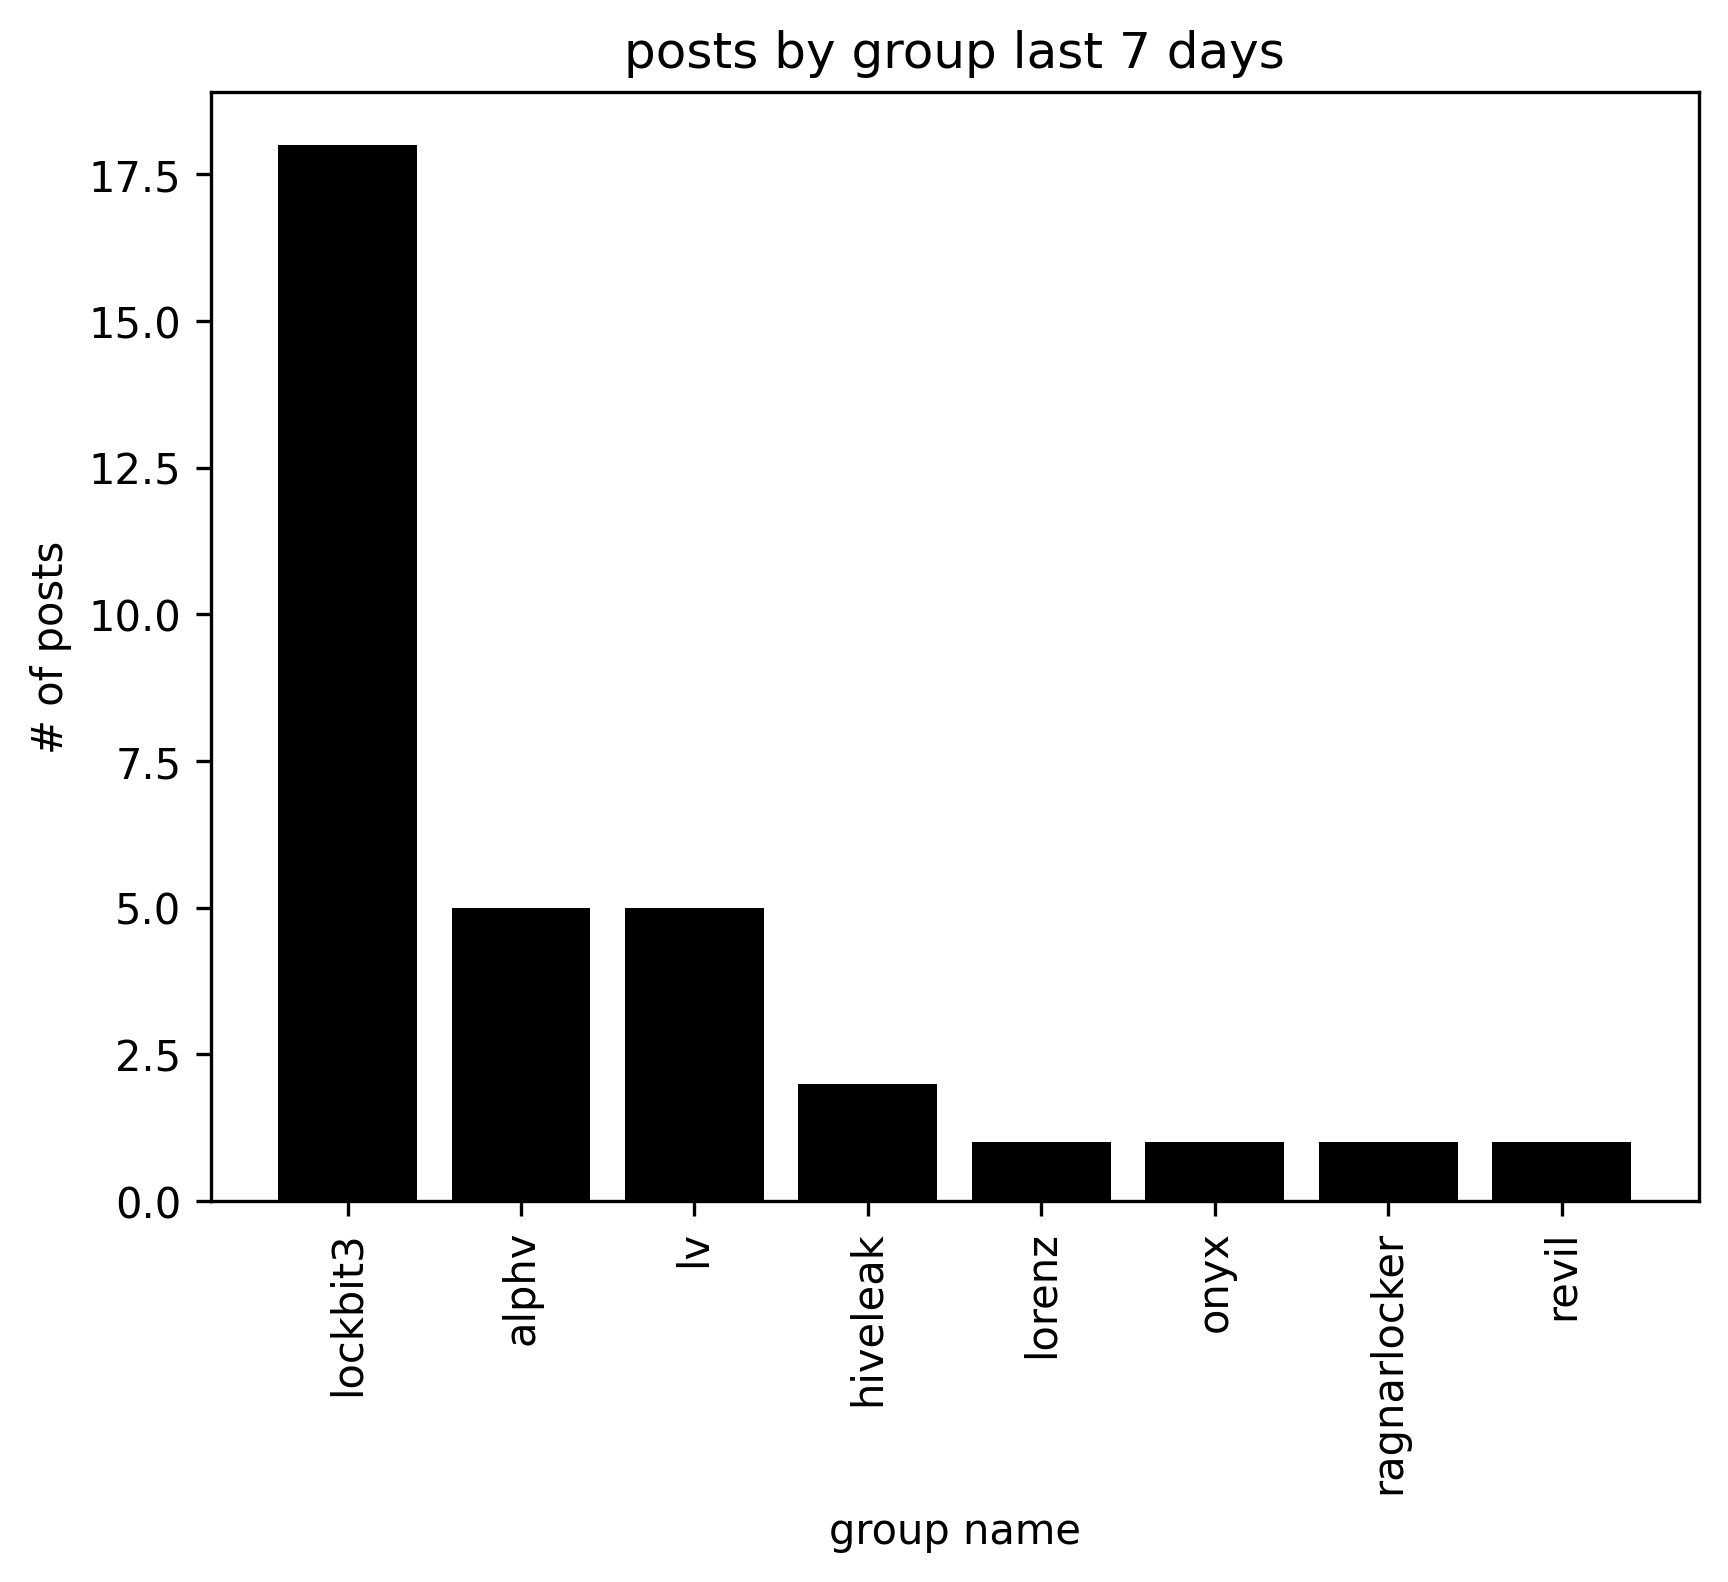 posts by group last 7 days
# of posts
17.5
15.0
12.5
10.0
7.5
5.0
2.5
0.0
lockbit3
alphv
lv
hiveleak
lorenz
onyx
ragnarlocker
revil
group name